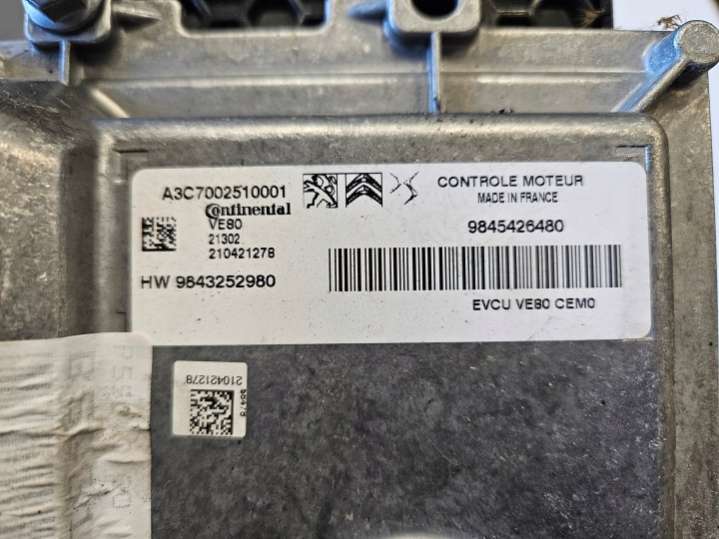 A3C7002510001
Continental
VE80
21302
210421278
HW 9843252980
CONTROLE MOTEUR
MADE IN FRANCE
9845426480
EVCU VE80 CEM0
210421278